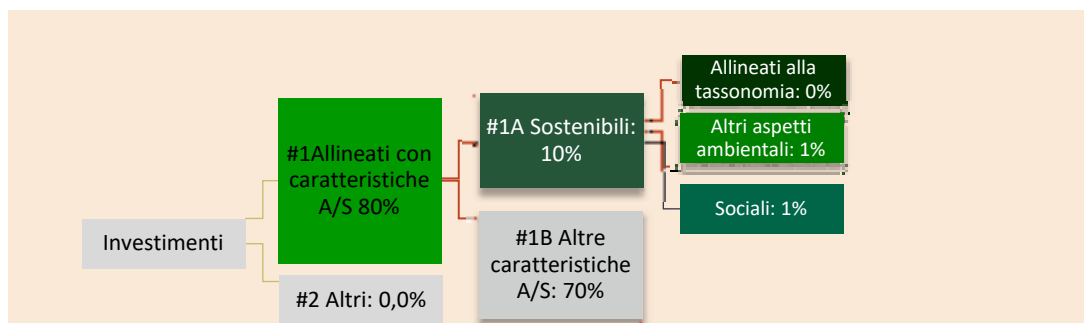 Investimenti
#1Allineati con
caratteristiche
A/S 80%
#2 Altri: 0,0%
#1A Sostenibili:
10%
#1B Altre
caratteristiche
A/S: 70%
Allineati alla
tassonomia: 0%
Altri aspetti
ambientali: 1%
Sociali: 1%